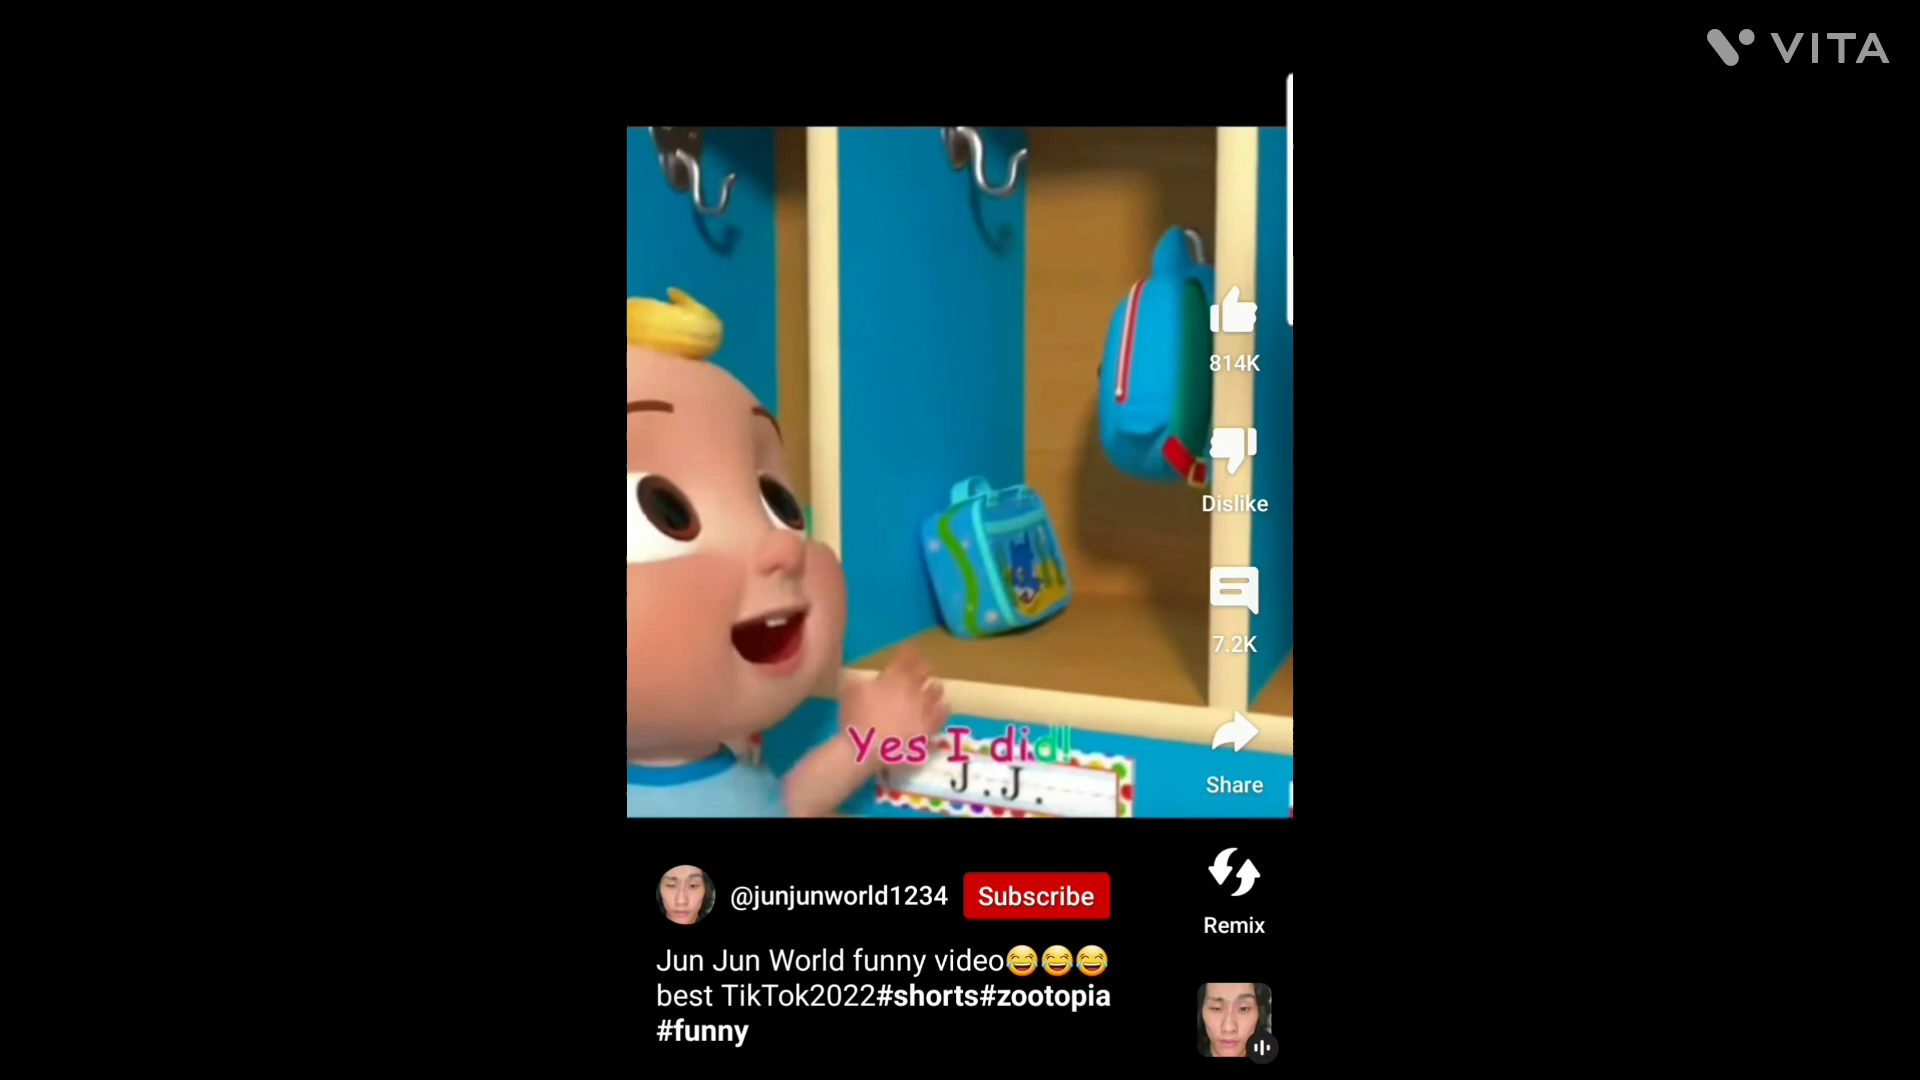 VITA
814K
Dislike
7.2K
Yes I did!
J.J.
Share
@junjunworld1234 Subscribe
Remix
Jun Jun World funny video😂😂😂
best TikTok2022#shorts#zootopia
#funny